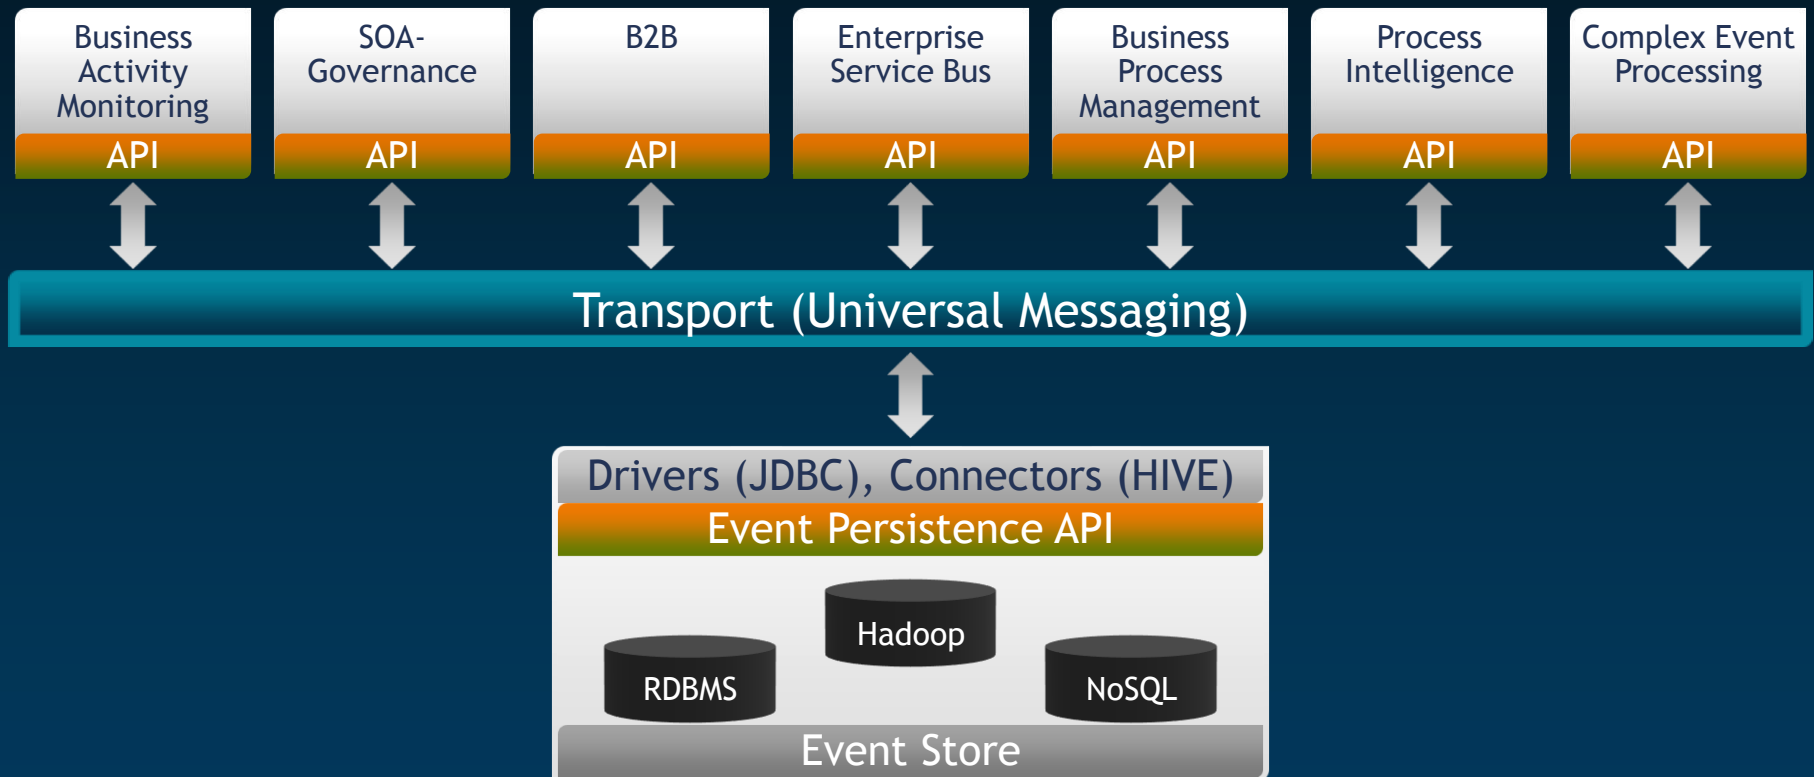 Business
Activity
Monitoring
API
SOA-
Governance
API
B2B
API
Enterprise
Service Bus
API
Business
Process
Management
API
Process
Intelligence
API
Complex Event
Processing
API
Transport (Universal Messaging)
Drivers (JDBC), Connectors (HIVE)
Event Persistence API
Hadoop
RDBMS
NoSQL
Event Store